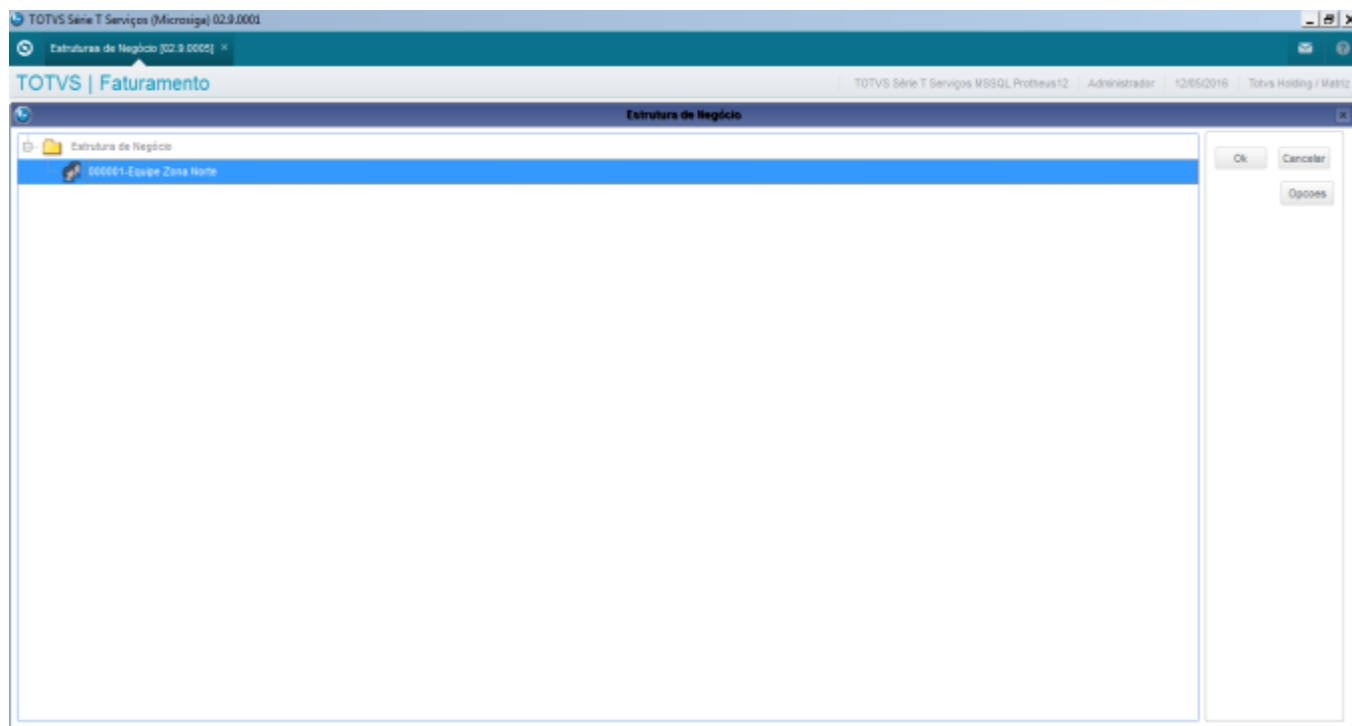 TOTVS Série T Serviços (Microsiga) 02.9.0001
Estruturas de Negócio [02.9.0005]
TOTVS | Faturamento
TOTVS Série T Serviços MSSQL Protheus12 Administrador 12/05/2016 Totvs Holding / Matriz
Estrutura de Negócio
Estrutura de Negócio
000001-Equipe Zona Norte
Ok Cancelar
Opcoes